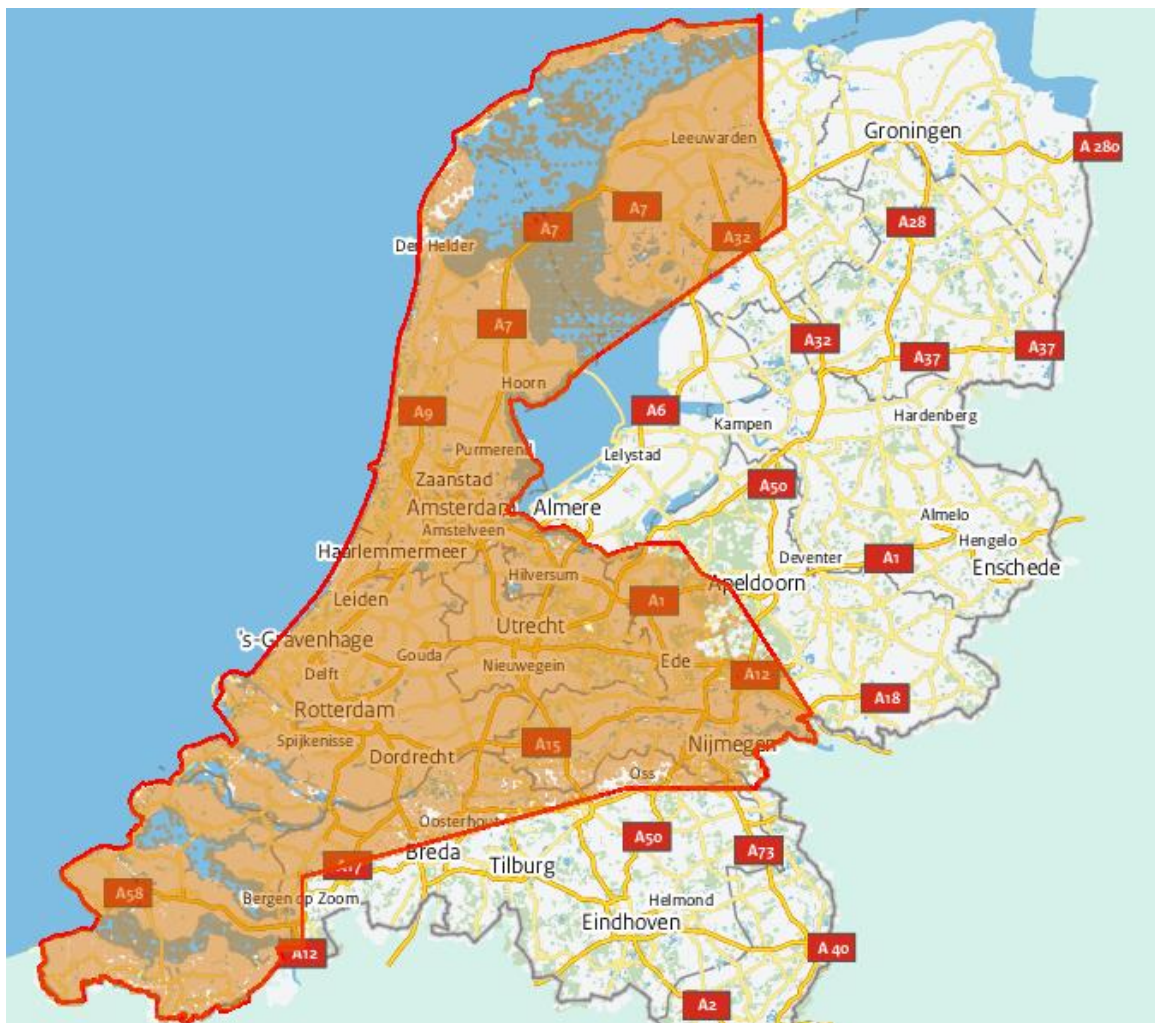 Groningen
Leeuwarden
A 280
A7
A28
A7
A32
Den Helder
A7
A32
A37
A37
Hoorn
A6
A9
Hardenberg
Kampen
Purmerend
Lelystad
Zaanstad
A50
Amsterdam
Almere
Almelo
Amstelveen
Hengelo
Haarlemmermeer
Deventer
A1
Enschede
Hilversum
Apeldoorn
Leiden
A1
Utrecht
's-Gravenhage
Gouda
Nieuwegein
Ede
Delft
A12
A18
Rotterdam
Spijkenisse
A15
Nijmegen
Dordrecht
Oss
Oosterhout
A50
Breda
A73
Tilburg
A17
A58
Bergen op Zoom
Helmond
Eindhoven
A12
A 40
A2